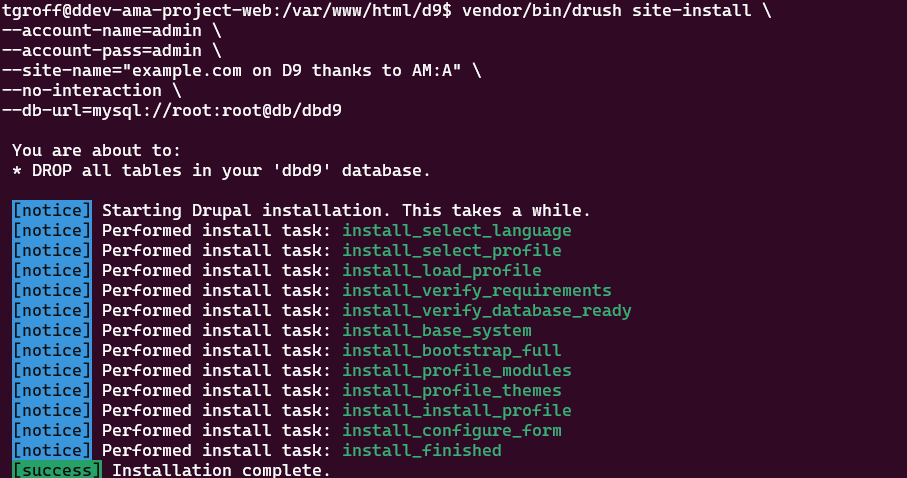 tgroff@ddev-ama-project-web:/var/www/html/d9$ vendor/bin/drush site-install \
--account-name=admin \
--account-pass=admin \
--site-name="example.com on D9 thanks to AM:A" \
--no-interaction \
--db-url=mysql://root:root@db/dbd9
You are about to:
* DROP all tables in your 'dbd9' database.
[notice] Starting Drupal installation. This takes a while.
[notice] Performed install task: install_select_language
[notice] Performed install task: install_select_profile
[notice] Performed install task: install_load_profile
[notice] Performed install task: install_verify_requirements
[notice] Performed install task: install_verify_database_ready
[notice] Performed install task: install_base_system
[notice] Performed install task: install_bootstrap_full
[notice] Performed install task: install_profile_modules
[notice] Performed install task: install_profile_themes
[notice] Performed install task: install_install_profile
[notice] Performed install task: install_configure_form
[notice] Performed install task: install_finished
[success] Installation complete.